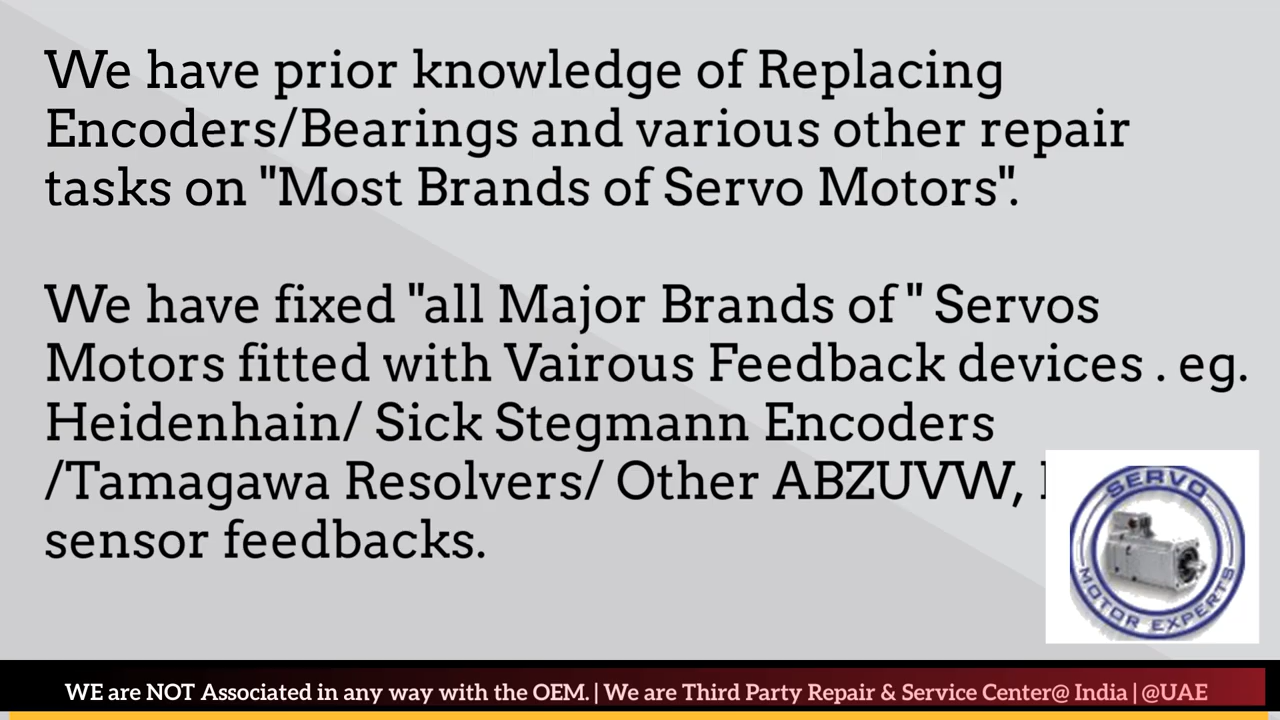 We have prior knowledge of Replacing
Encoders/Bearings and various other repair
tasks on "Most Brands of Servo Motors".
We have fixed "all Major Brands of " Servos
Motors fitted with Vairous Feedback devices . eg.
Heidenhain/ Sick Stegmann Encoders
/Tamagawa Resolvers/ Other ABZUVW,
sensor feedbacks.
SERVO
MOTOR EXPERTS
WE are NOT Associated in any way with the OEM. | We are Third Party Repair & Service Center@ India | @UAE